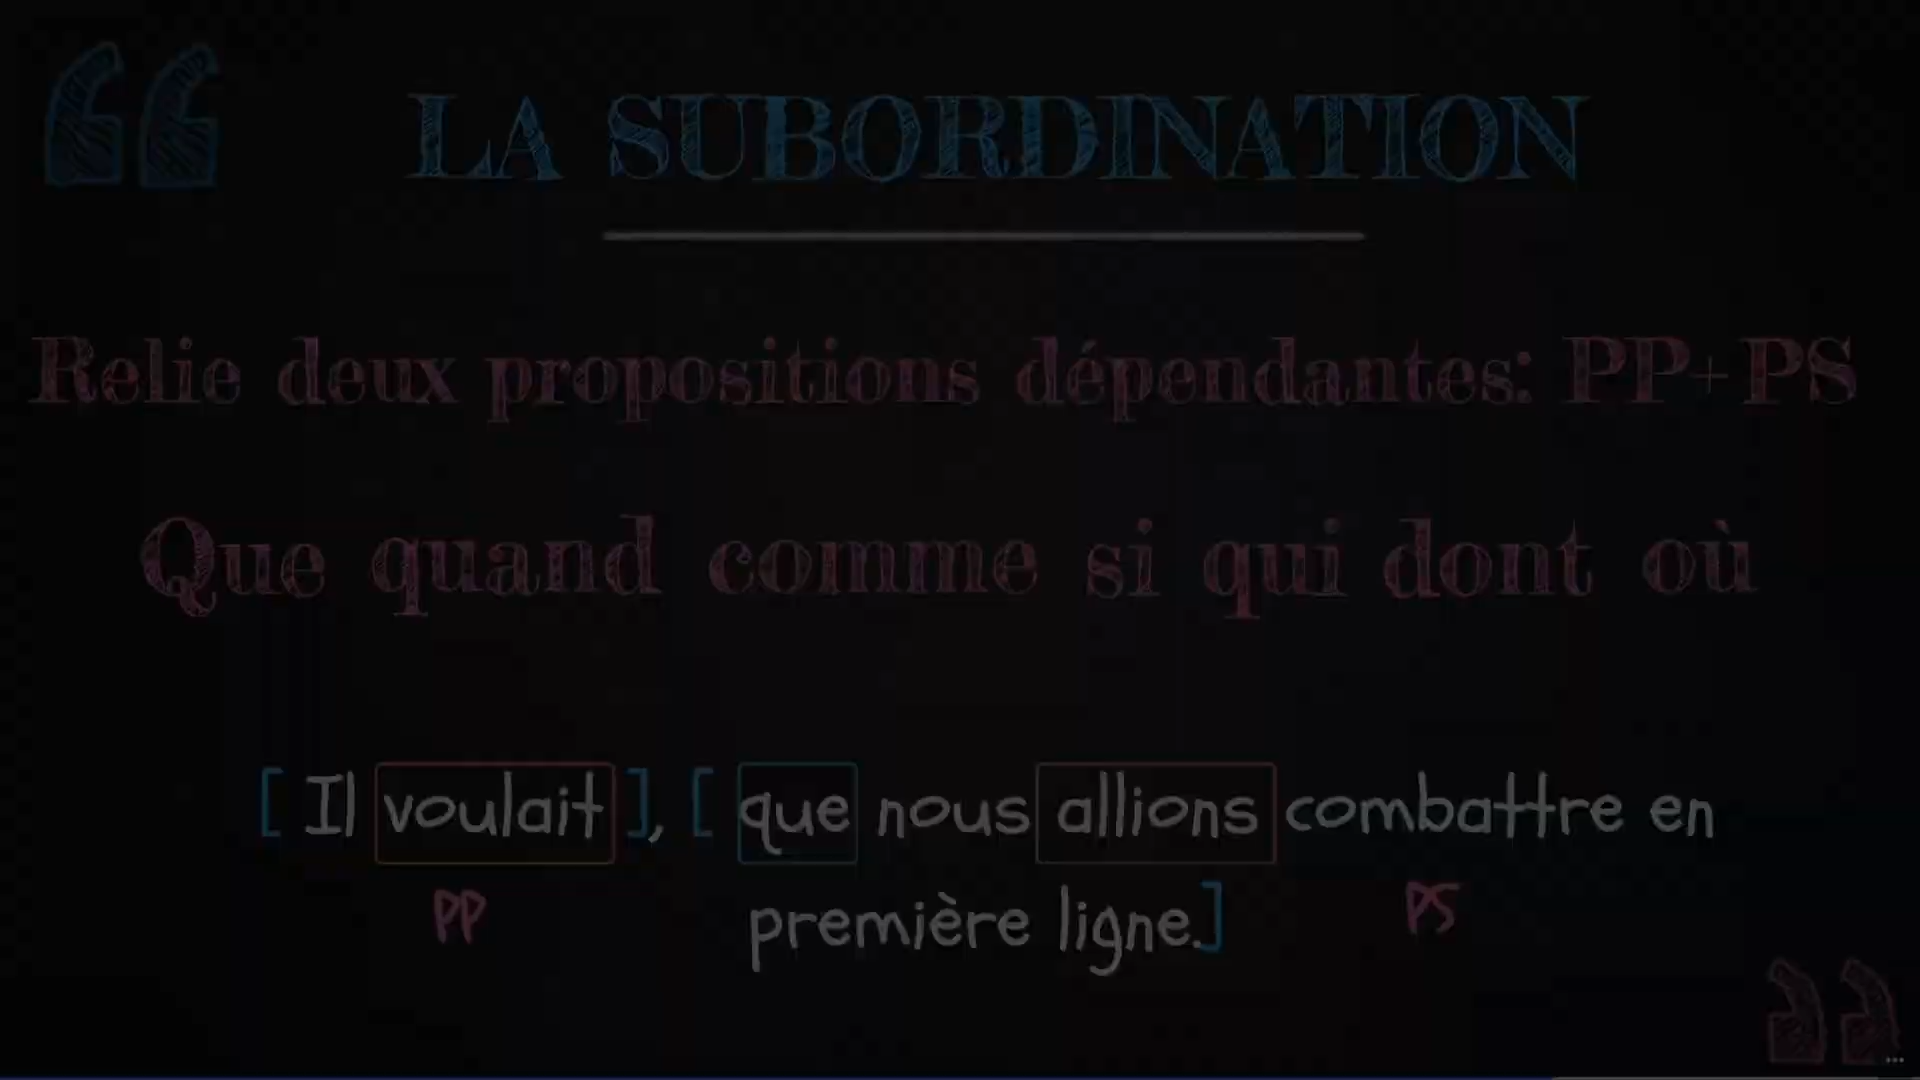 LA SUBORDINATION
Relie deux propositions dépendantes: PP+PS
Que quand comme si qui dont où
[ Il voulait ], [ que nous allions combattre en
première ligne.]
PP
PS